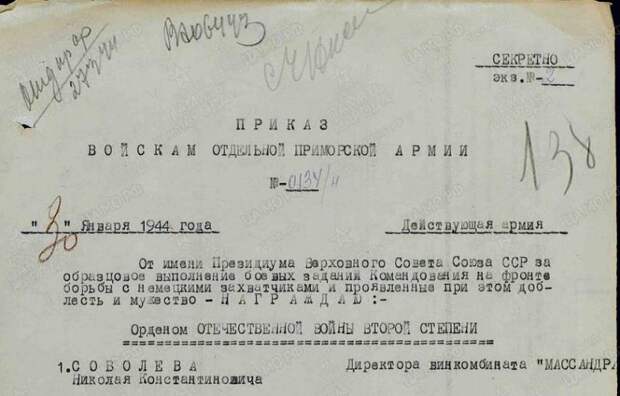 СЕКРЕТНО
экз.№-2
ПРИКАЗ
ВОЙСКАМ ОТДЕЛЬНОЙ ПРИМОРСКОЙ АРМИИ
№-0134/н
138
"30" Января 1944 года Действующая армия
От имени Президиума Верховного Совета Союза ССР за
образцовое выполнение боевых заданий Командования на фронте
борьбы с немецкими захватчиками и проявленные при этом доб-
лесть и мужество - НАГРАЖДАЮ :-
Орденом ОТЕЧЕСТВЕННОЙ ВОЙНЫ ВТОРОЙ СТЕПЕНИ
1.СОБОЛЕВА Директора винкомбината "МАССАНДРА
Николая Константиновича